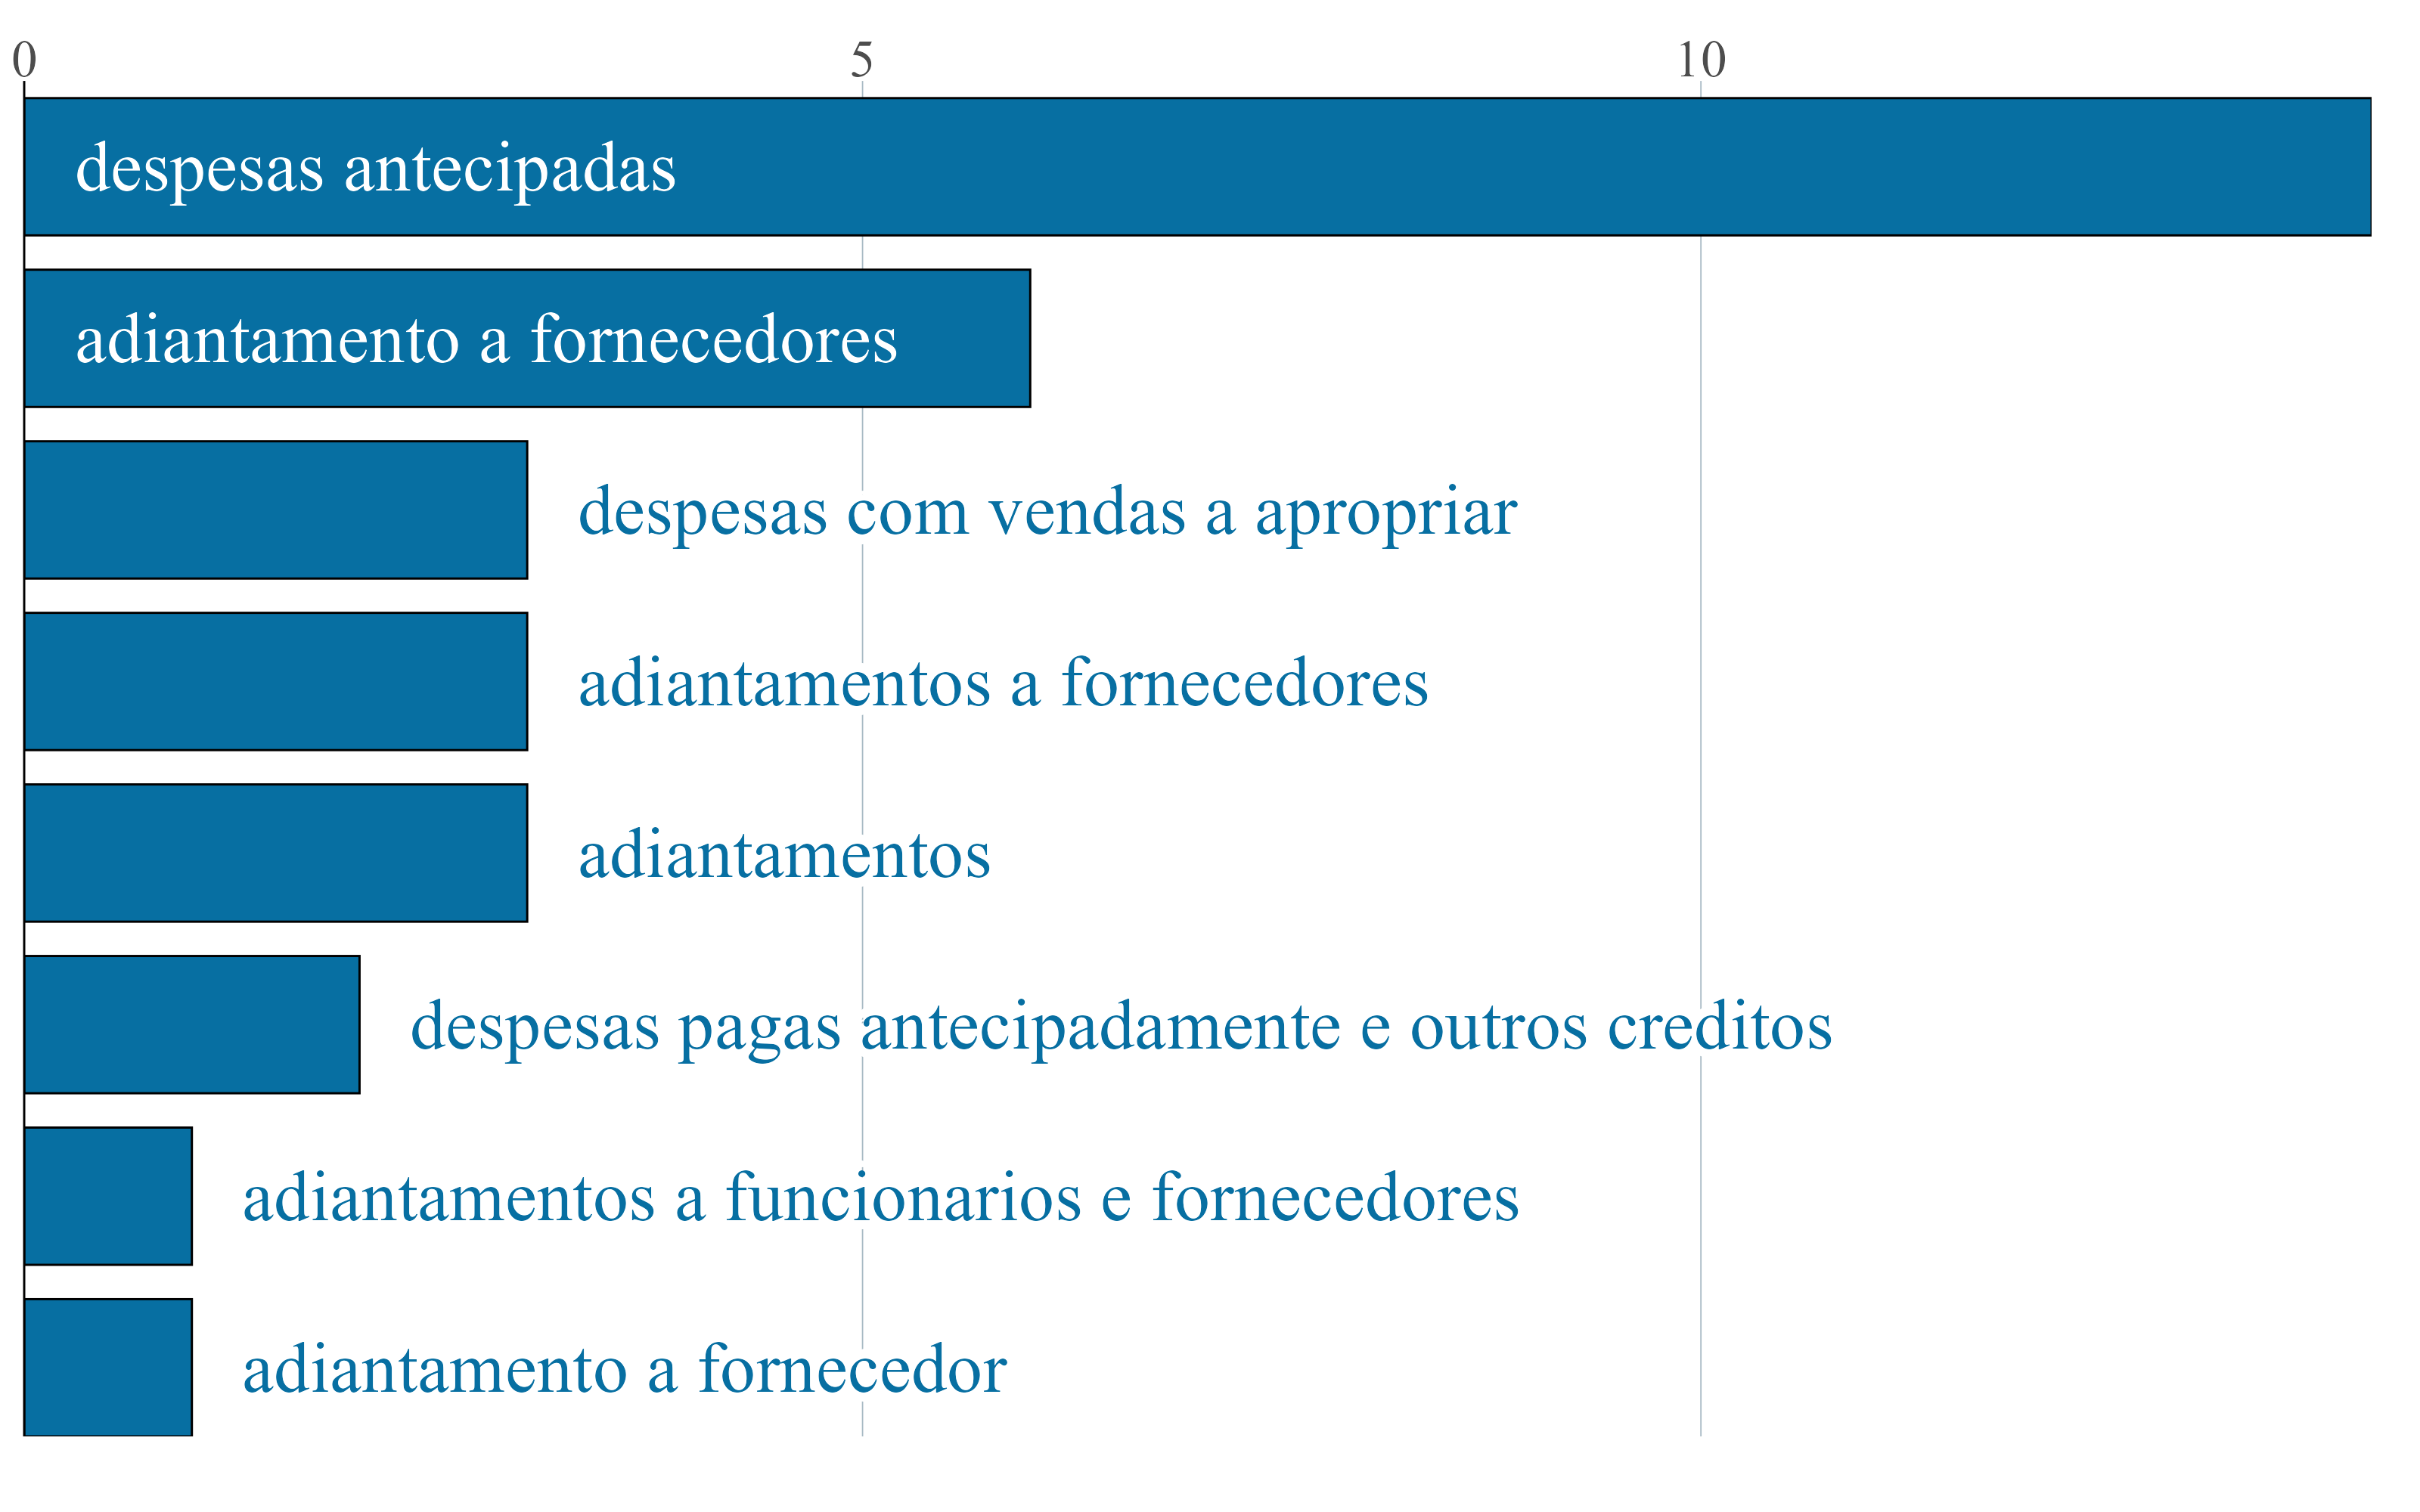 0 5 10
despesas antecipadas
adiantamento a fornecedores
despesas com vendas a apropriar
adiantamentos a fornecedores
adiantamentos
despesas pagas antecipadamente e outros creditos
adiantamentos a funcionarios e fornecedores
adiantamento a fornecedor